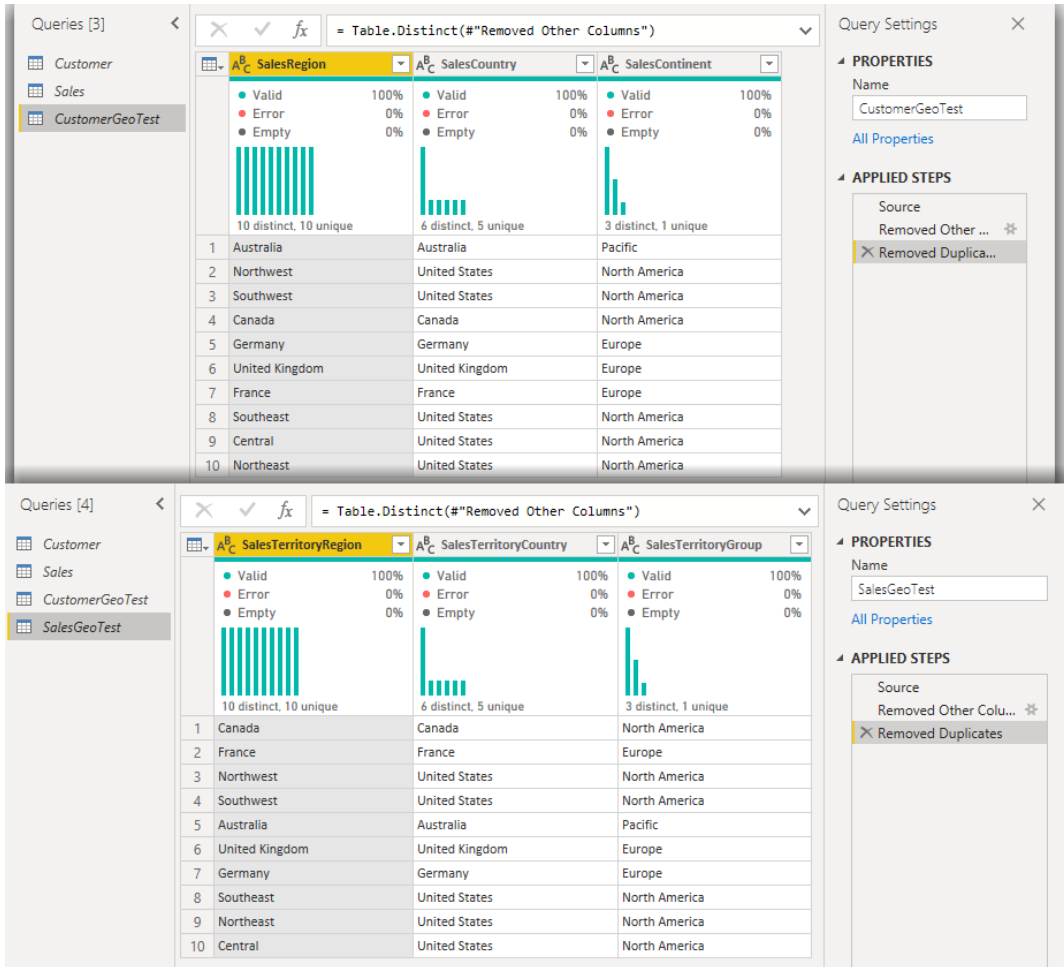 Queries [3]
= Table.Distinct(#"Removed Other Columns")
Query Settings
Customer
Sales
CustomerGeoTest
SalesRegion SalesCountry SalesContinent
Valid 100% Valid 100% Valid 100%
Error 0% Error 0% Error 0%
Empty 0% Empty 0% Empty 0%
10 distinct, 10 unique 6 distinct, 5 unique 3 distinct, 1 unique
1 Australia Australia Pacific
2 Northwest United States North America
3 Southwest United States North America
4 Canada Canada North America
5 Germany Germany Europe
6 United Kingdom United Kingdom Europe
7 France France Europe
8 Southeast United States North America
9 Central United States North America
10 Northeast United States North America
PROPERTIES
Name
CustomerGeoTest
All Properties
APPLIED STEPS
Source
Removed Other ...
Removed Duplica...
Queries [4]
= Table.Distinct(#"Removed Other Columns")
Query Settings
Customer
Sales
CustomerGeoTest
SalesGeoTest
SalesTerritoryRegion SalesTerritoryCountry SalesTerritoryGroup
Valid 100% Valid 100% Valid 100%
Error 0% Error 0% Error 0%
Empty 0% Empty 0% Empty 0%
10 distinct, 10 unique 6 distinct, 5 unique 3 distinct, 1 unique
1 Canada Canada North America
2 France France Europe
3 Northwest United States North America
4 Southwest United States North America
5 Australia Australia Pacific
6 United Kingdom United Kingdom Europe
7 Germany Germany Europe
8 Southeast United States North America
9 Northeast United States North America
10 Central United States North America
PROPERTIES
Name
SalesGeoTest
All Properties
APPLIED STEPS
Source
Removed Other Colu...
Removed Duplicates